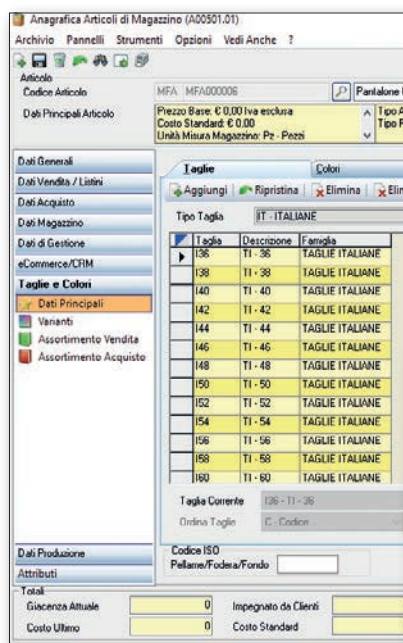 Anagrafica Articoli di Magazzino (A00501.01)
Archivio Pannelli Strumenti Opzioni Vedi Anche ?
Articolo
Codice Articolo MFA MFA000006 Pantalone
Dati Principali Articolo Prezzo Base: € 0,00 Iva esclusa Tipo A
Costo Standard: € 0,00 Tipo
Unità Misura Magazzino: Pz - Pezzi
Dati Generali
Dati Vendita / Listini
Dati Acquisto
Dati Magazzino
Dati di Gestione
eCommerce/CRM
Taglie e Colori
Dati Principali
Varianti
Assortimento Vendita
Assortimento Acquisto
Dati Produzione
Attributi
Taglie Colori
Aggiungi Ripristina Elimina Elim
Tipo Taglia IT - ITALIANE
Taglia Descrizione Famiglia
I36 TI - 36 TAGLIE ITALIANE
I38 TI - 38 TAGLIE ITALIANE
I40 TI - 40 TAGLIE ITALIANE
I42 TI - 42 TAGLIE ITALIANE
I44 TI - 44 TAGLIE ITALIANE
I46 TI - 46 TAGLIE ITALIANE
I48 TI - 48 TAGLIE ITALIANE
I50 TI - 50 TAGLIE ITALIANE
I52 TI - 52 TAGLIE ITALIANE
I54 TI - 54 TAGLIE ITALIANE
I56 TI - 56 TAGLIE ITALIANE
I58 TI - 58 TAGLIE ITALIANE
I60 TI - 60 TAGLIE ITALIANE
Taglia Corrente I36 - TI - 36
Ordina Taglie C - Codice
Codice ISO
Pellame/Fodera/Fondo
Totali
Giacenza Attuale 0 Impegnato da Clienti
Costo Ultimo 0 Costo Standard